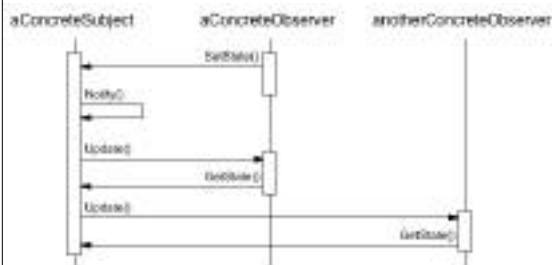 aConcreteSubject aConcreteObserver anotherConcreteObserver
SetState()
Notify()
Update()
GetState()
Update()
GetState()